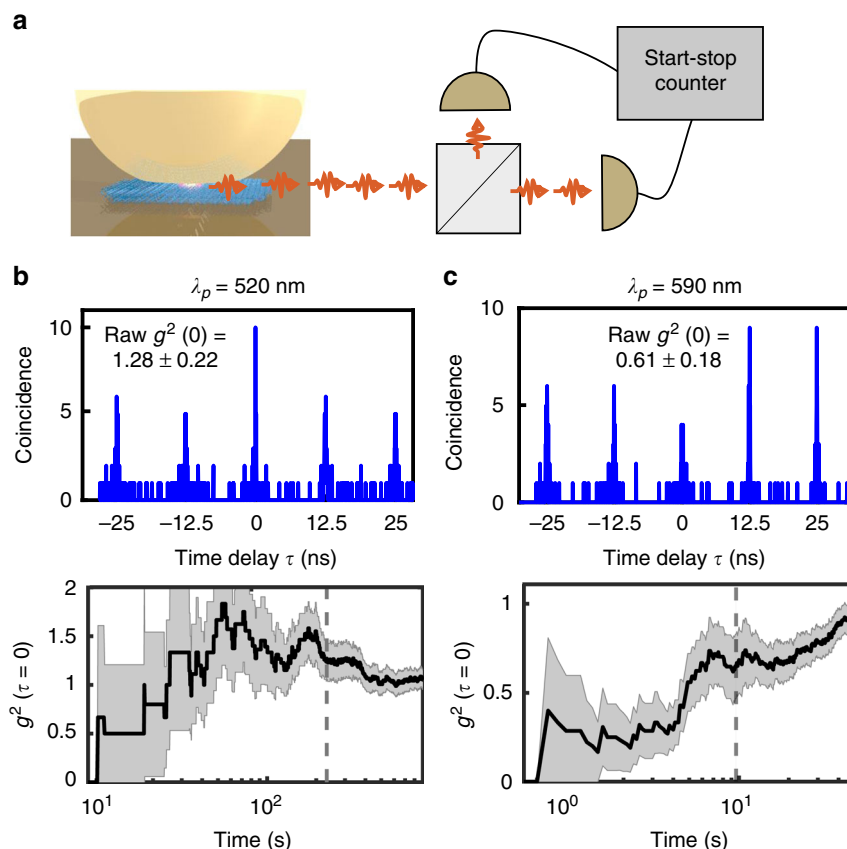 a
Start-stop
counter
b
λp = 520 nm
10
5
0
Coincidence
Raw g² (0) =
1.28 ± 0.22
−25
−12.5
0
12.5
25
Time delay τ (ns)
2
1.5
1
0.5
0
g² (τ = 0)
10¹
10²
Time (s)
c
λp = 590 nm
10
5
0
Coincidence
Raw g² (0) =
0.61 ± 0.18
−25
−12.5
0
12.5
25
Time delay τ (ns)
1
0.5
0
g² (τ = 0)
10⁰
10¹
Time (s)